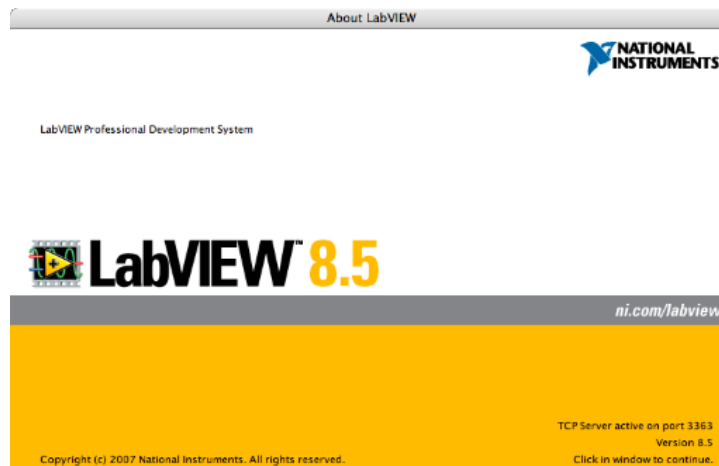 About LabVIEW
NATIONAL
INSTRUMENTS
LabVIEW Professional Development System
LabVIEW™ 8.5
ni.com/labview
TCP Server active on port 3363
Version 8.5
Copyright (c) 2007 National Instruments. All rights reserved.
Click in window to continue.